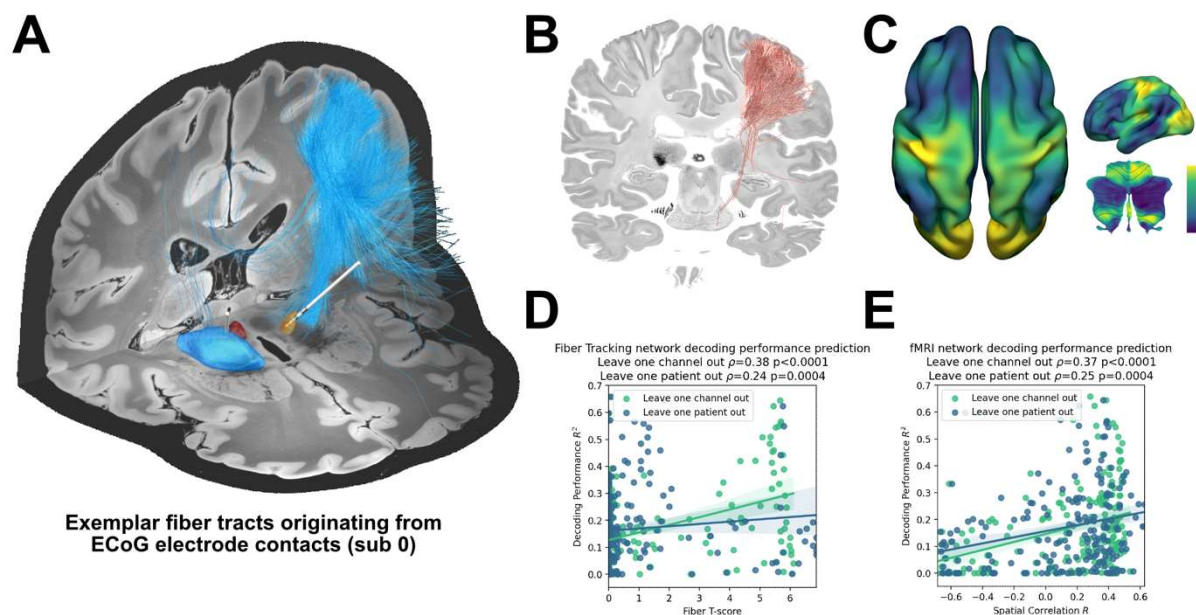 A
B
C
Exemplar fiber tracts originating from
ECoG electrode contacts (sub 0)
D
Fiber Tracking network decoding performance prediction
Leave one channel out ρ=0.38 p<0.0001
Leave one patient out ρ=0.24 p=0.0004
0.7
0.6
0.5
0.4
0.3
0.2
0.1
0.0
Decoding Performance R²
Leave one channel out
Leave one patient out
0 1 2 3 4 5 6
Fiber T-score
E
fMRI network decoding performance prediction
Leave one channel out ρ=0.37 p<0.0001
Leave one patient out ρ=0.25 p=0.0004
0.7
0.6
0.5
0.4
0.3
0.2
0.1
0.0
Decoding Performance R²
Leave one channel out
Leave one patient out
−0.6 −0.4 −0.2 0.0 0.2 0.4 0.6
Spatial Correlation R